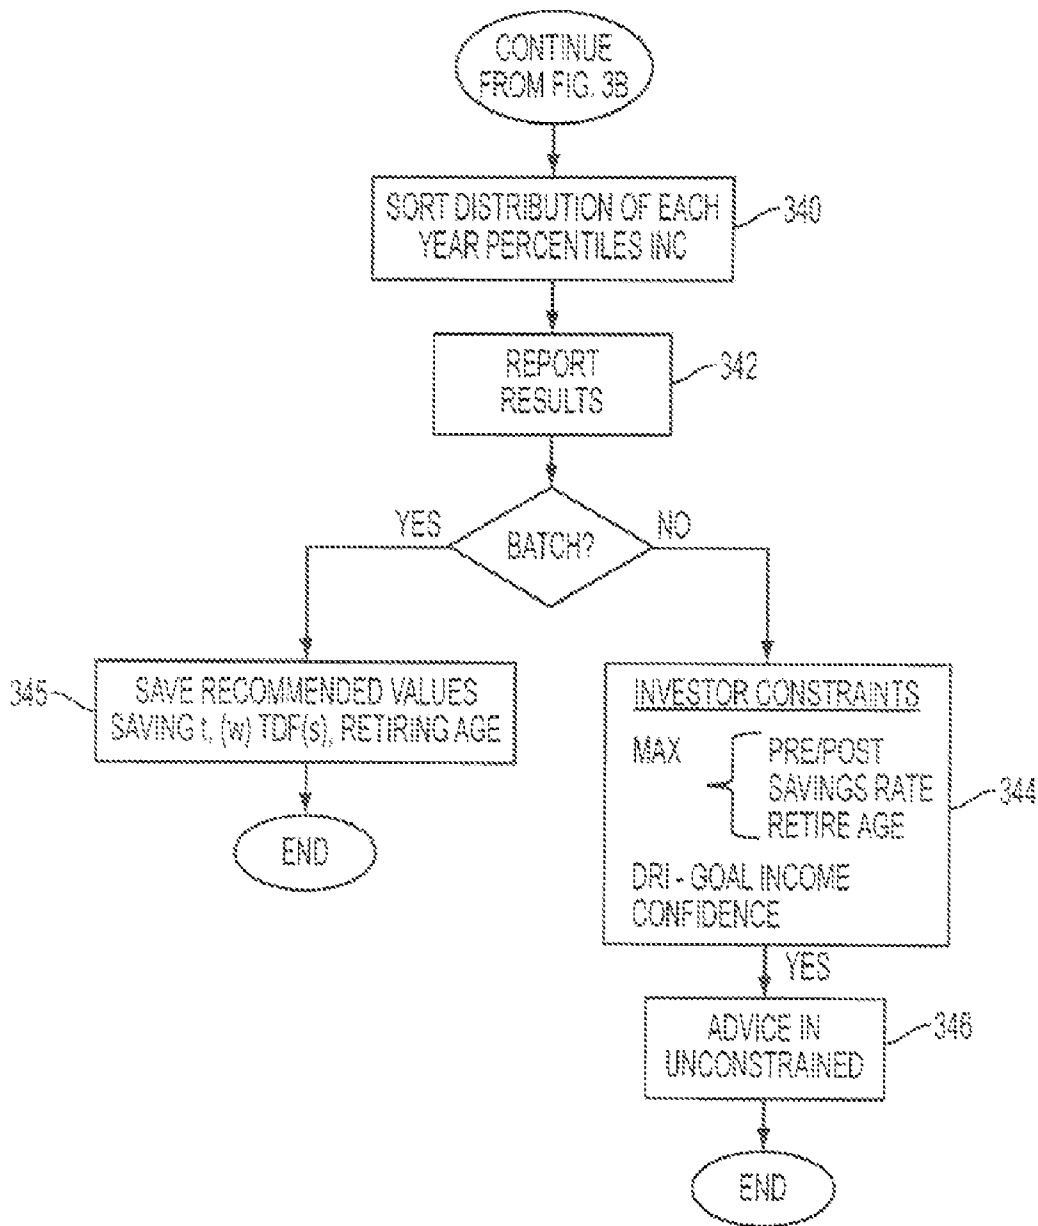 CONTINUE
FROM FIG. 3B
SORT DISTRIBUTION OF EACH
YEAR PERCENTILES INC
340
REPORT
RESULTS
342
YES
BATCH?
NO
345
SAVE RECOMMENDED VALUES
SAVING t, (w) TDF(s), RETIRING AGE
END
INVESTOR CONSTRAINTS
MAX
PRE/POST
SAVINGS RATE
RETIRE AGE
344
DRI - GOAL INCOME
CONFIDENCE
YES
ADVICE IN
UNCONSTRAINED
346
END